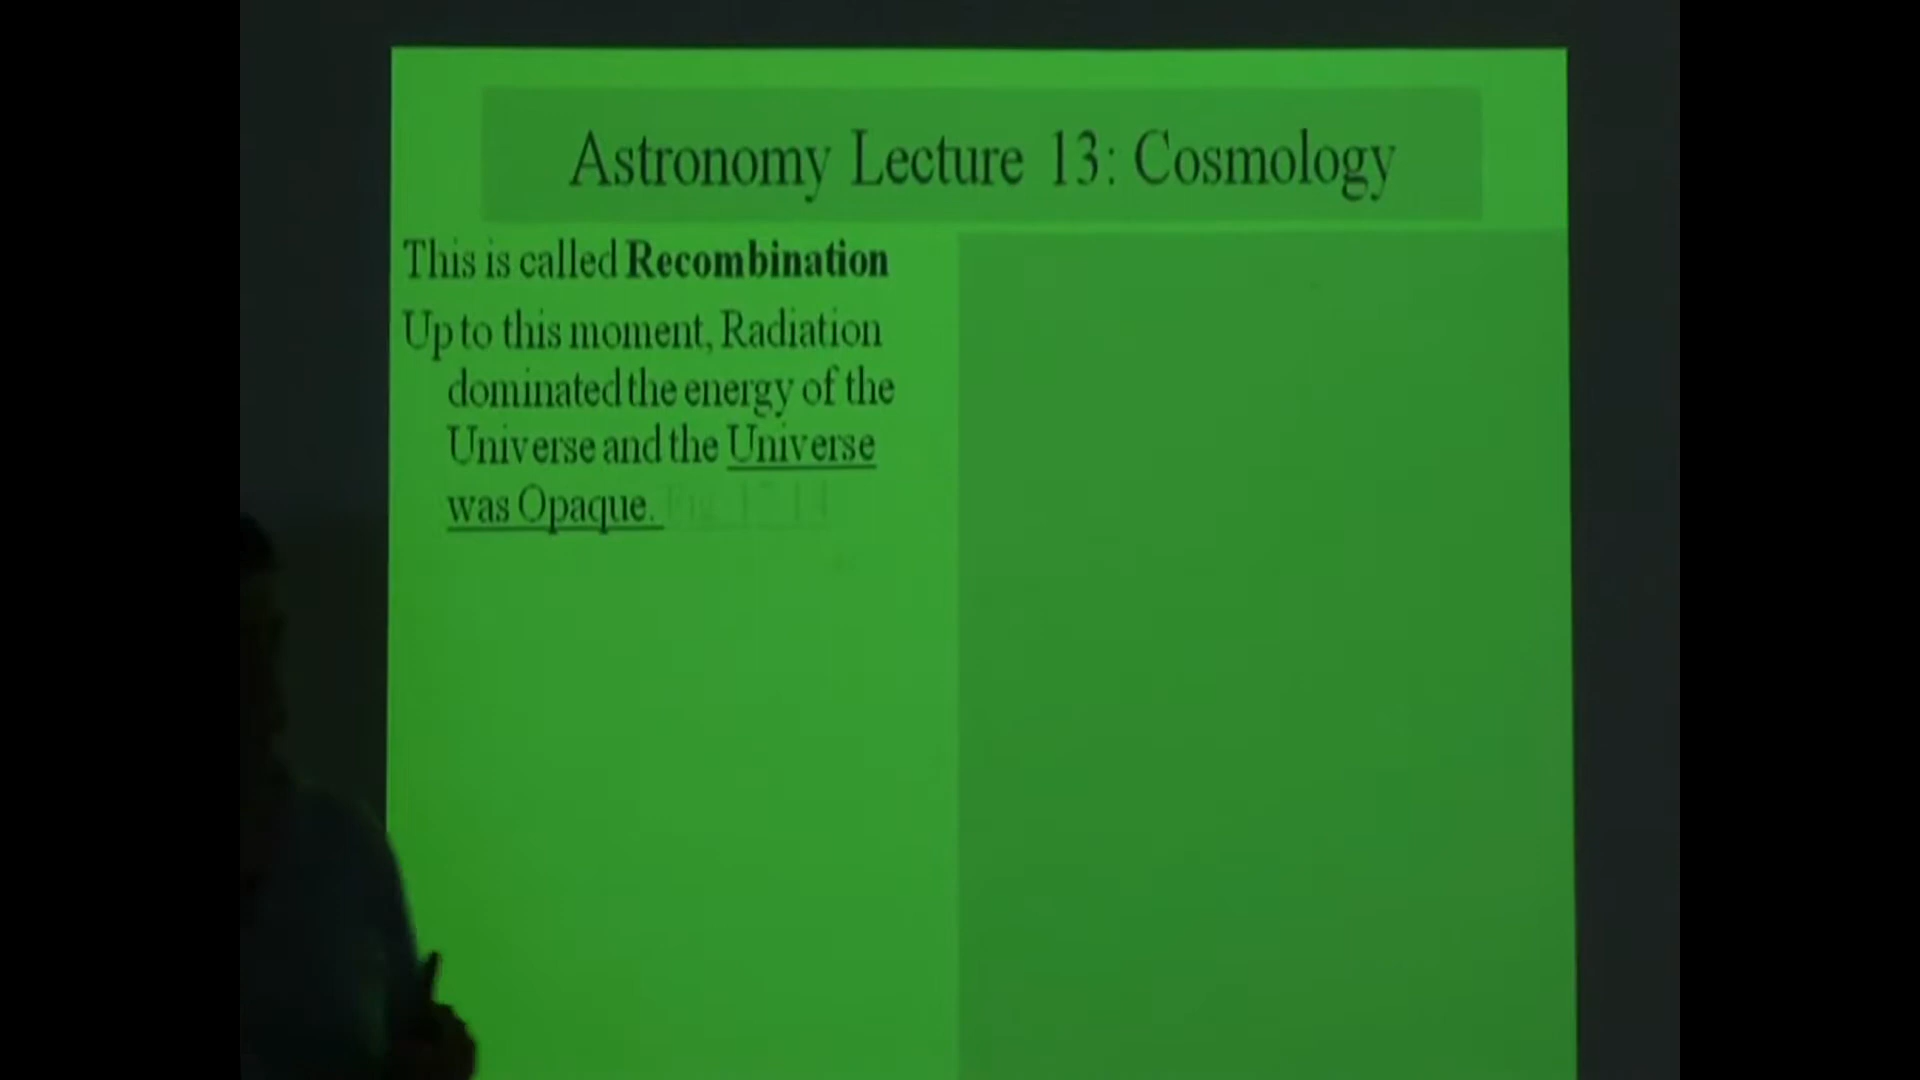 Astronomy Lecture 13: Cosmology
This is called Recombination
Up to this moment, Radiation
dominated the energy of the
Universe and the Universe
was Opaque.